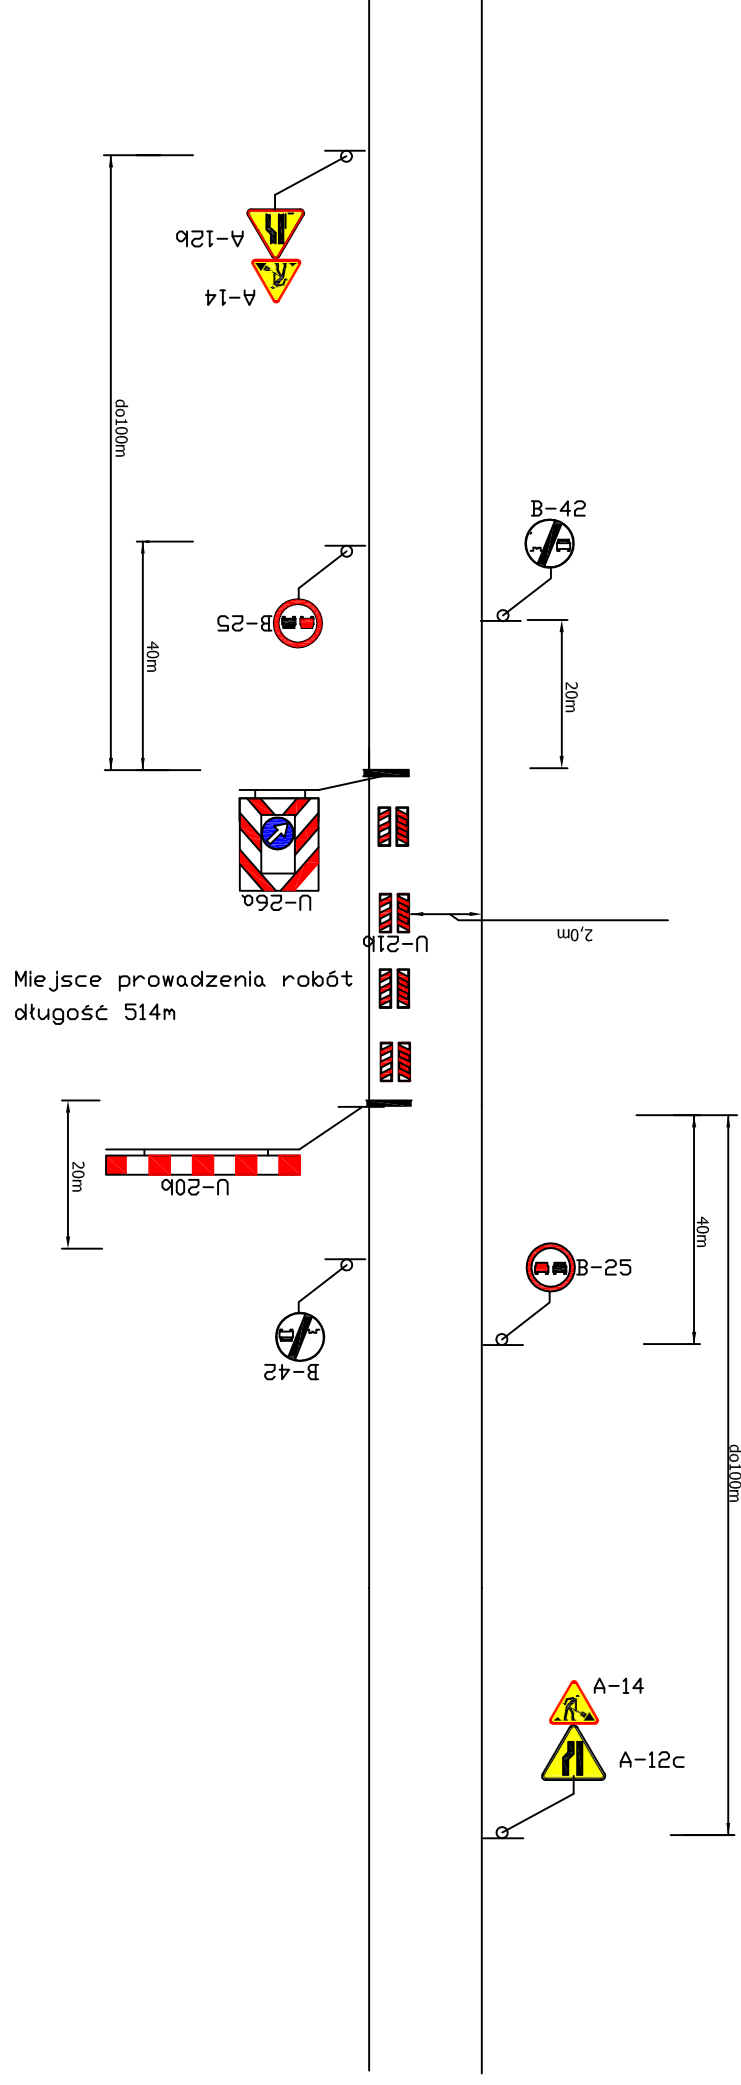 A-12b
A-14
do100m
B-42
B-25
40m
20m
U-26a
U-21b
2,0m
Miejsce prowadzenia robót
długość 514m
20m
U-20b
40m
B-25
B-42
do100m
A-14
A-12c